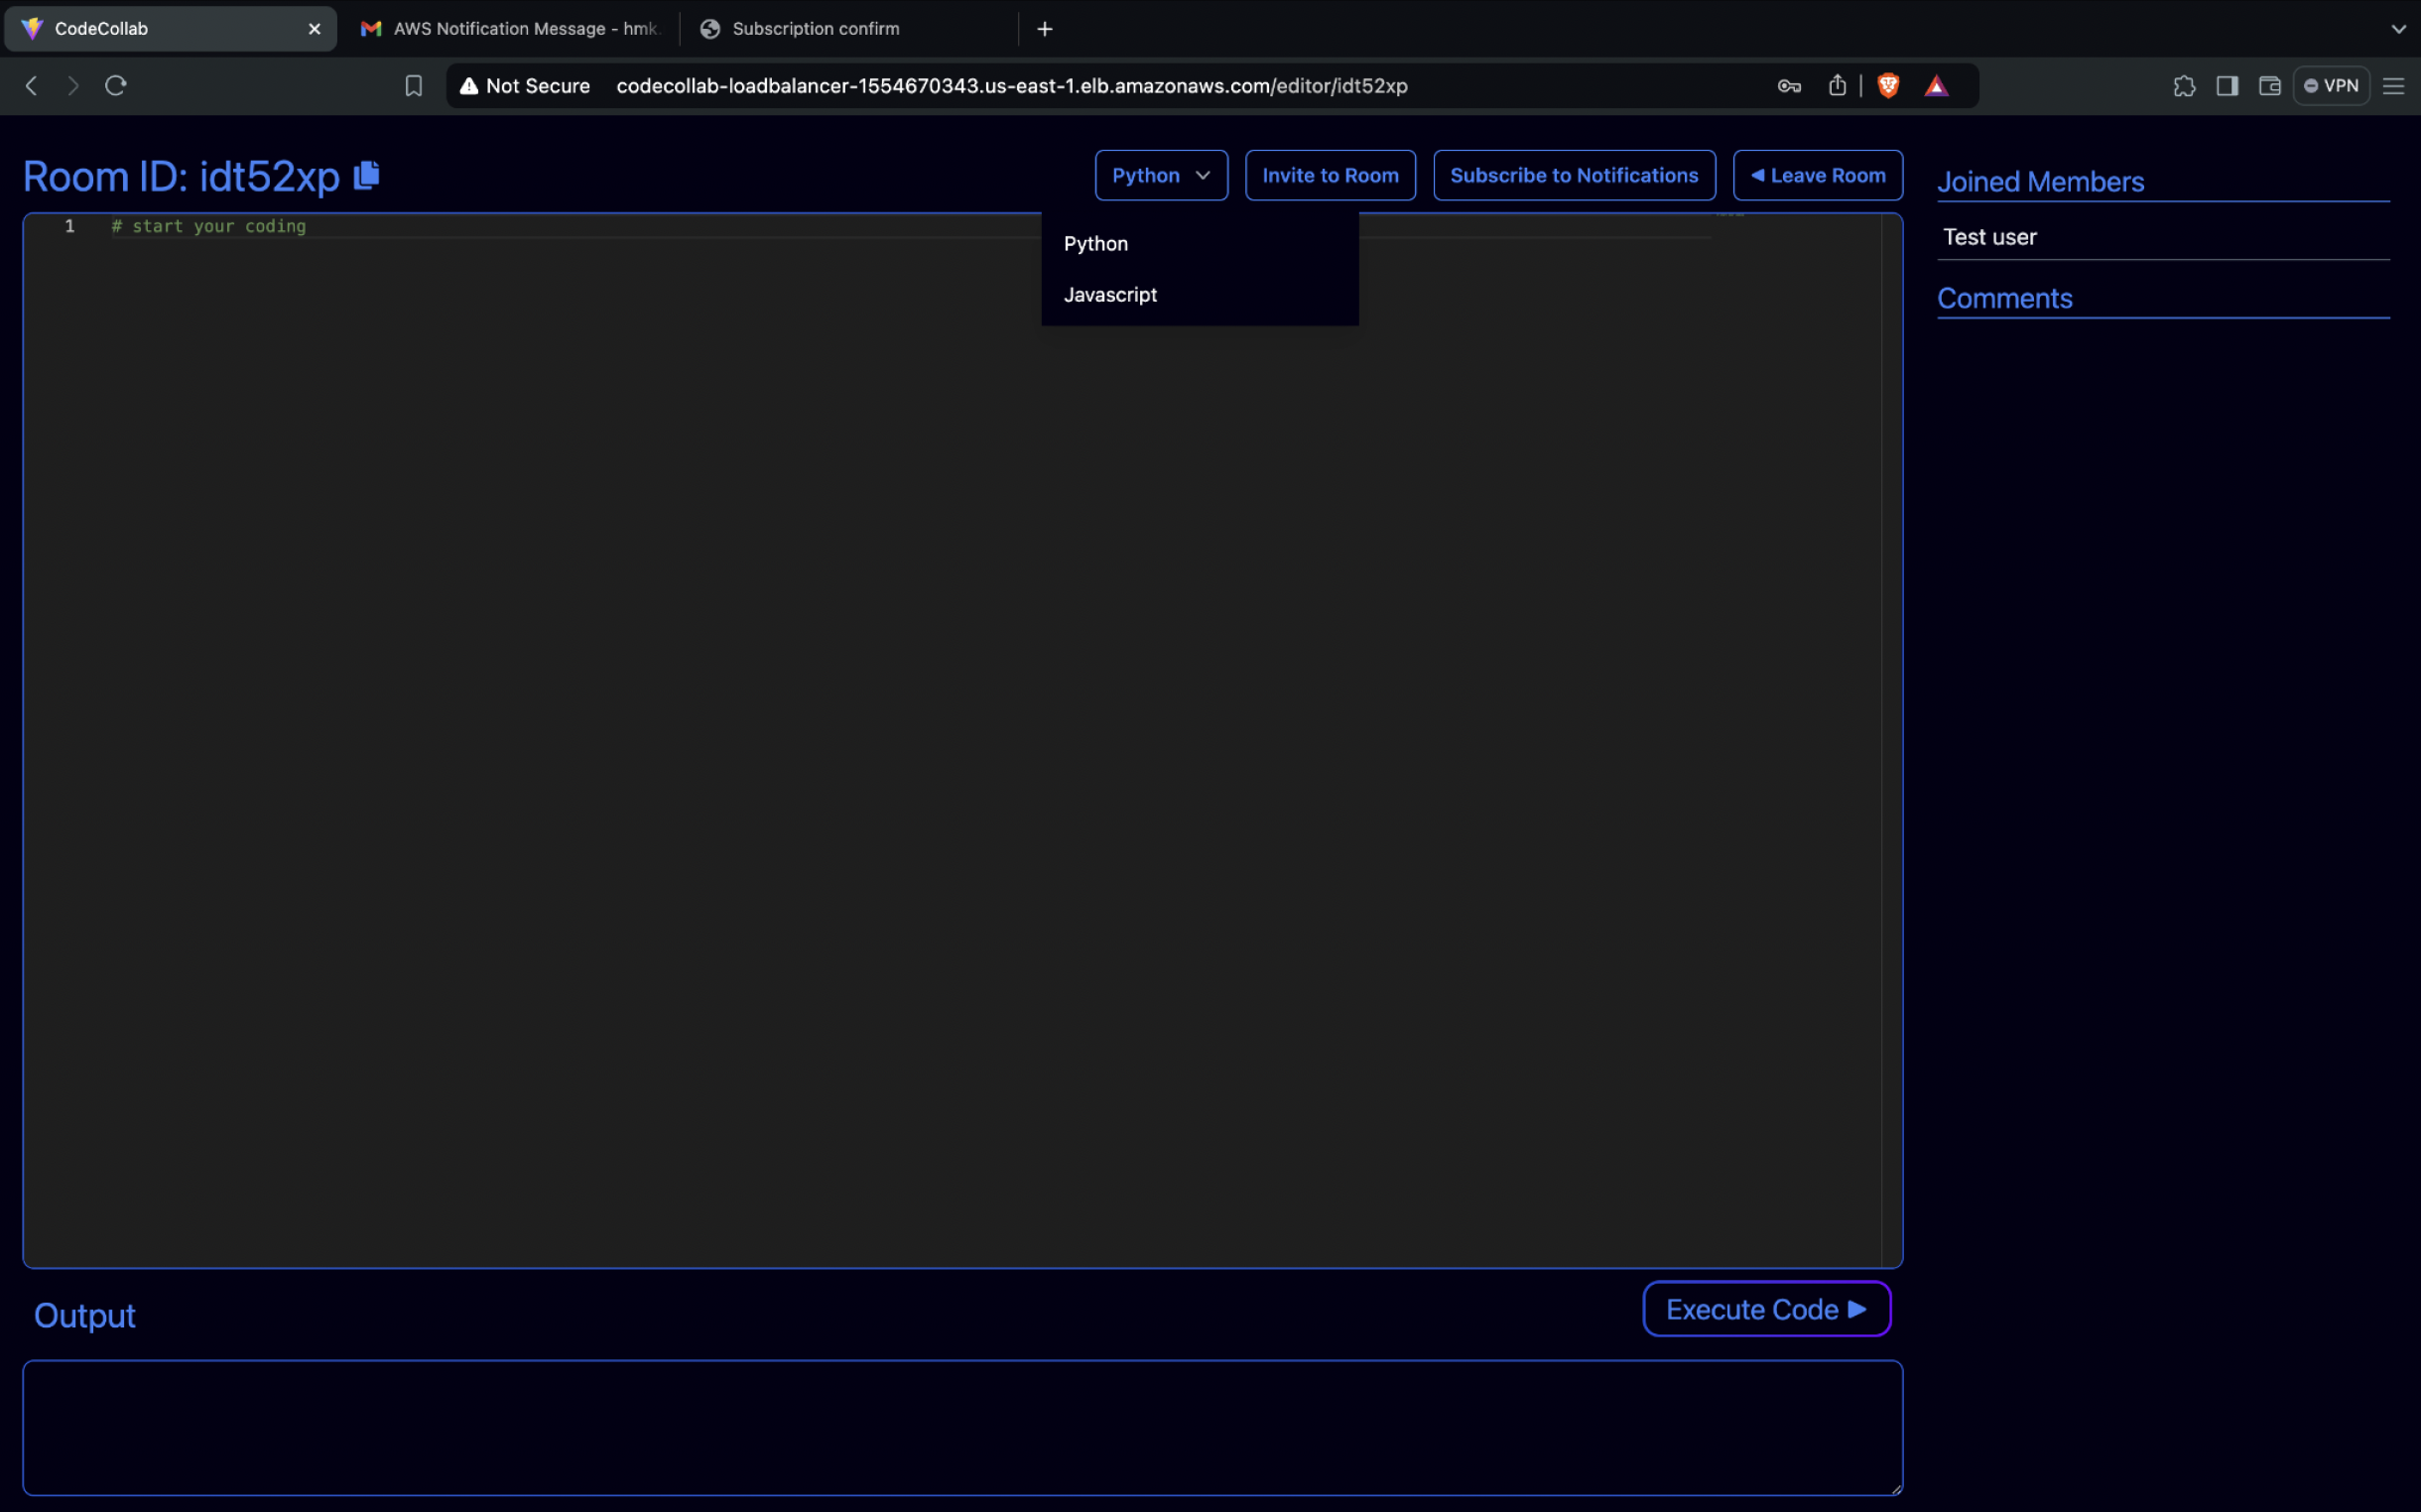 CodeCollab
AWS Notification Message - hmk.
Subscription confirm
Not Secure codecollab-loadbalancer-1554670343.us-east-1.elb.amazonaws.com/editor/idt52xp
VPN
Room ID: idt52xp
Python
Invite to Room
Subscribe to Notifications
Leave Room
Joined Members
1 # start your coding
Python
Javascript
Test user
Comments
Output
Execute Code